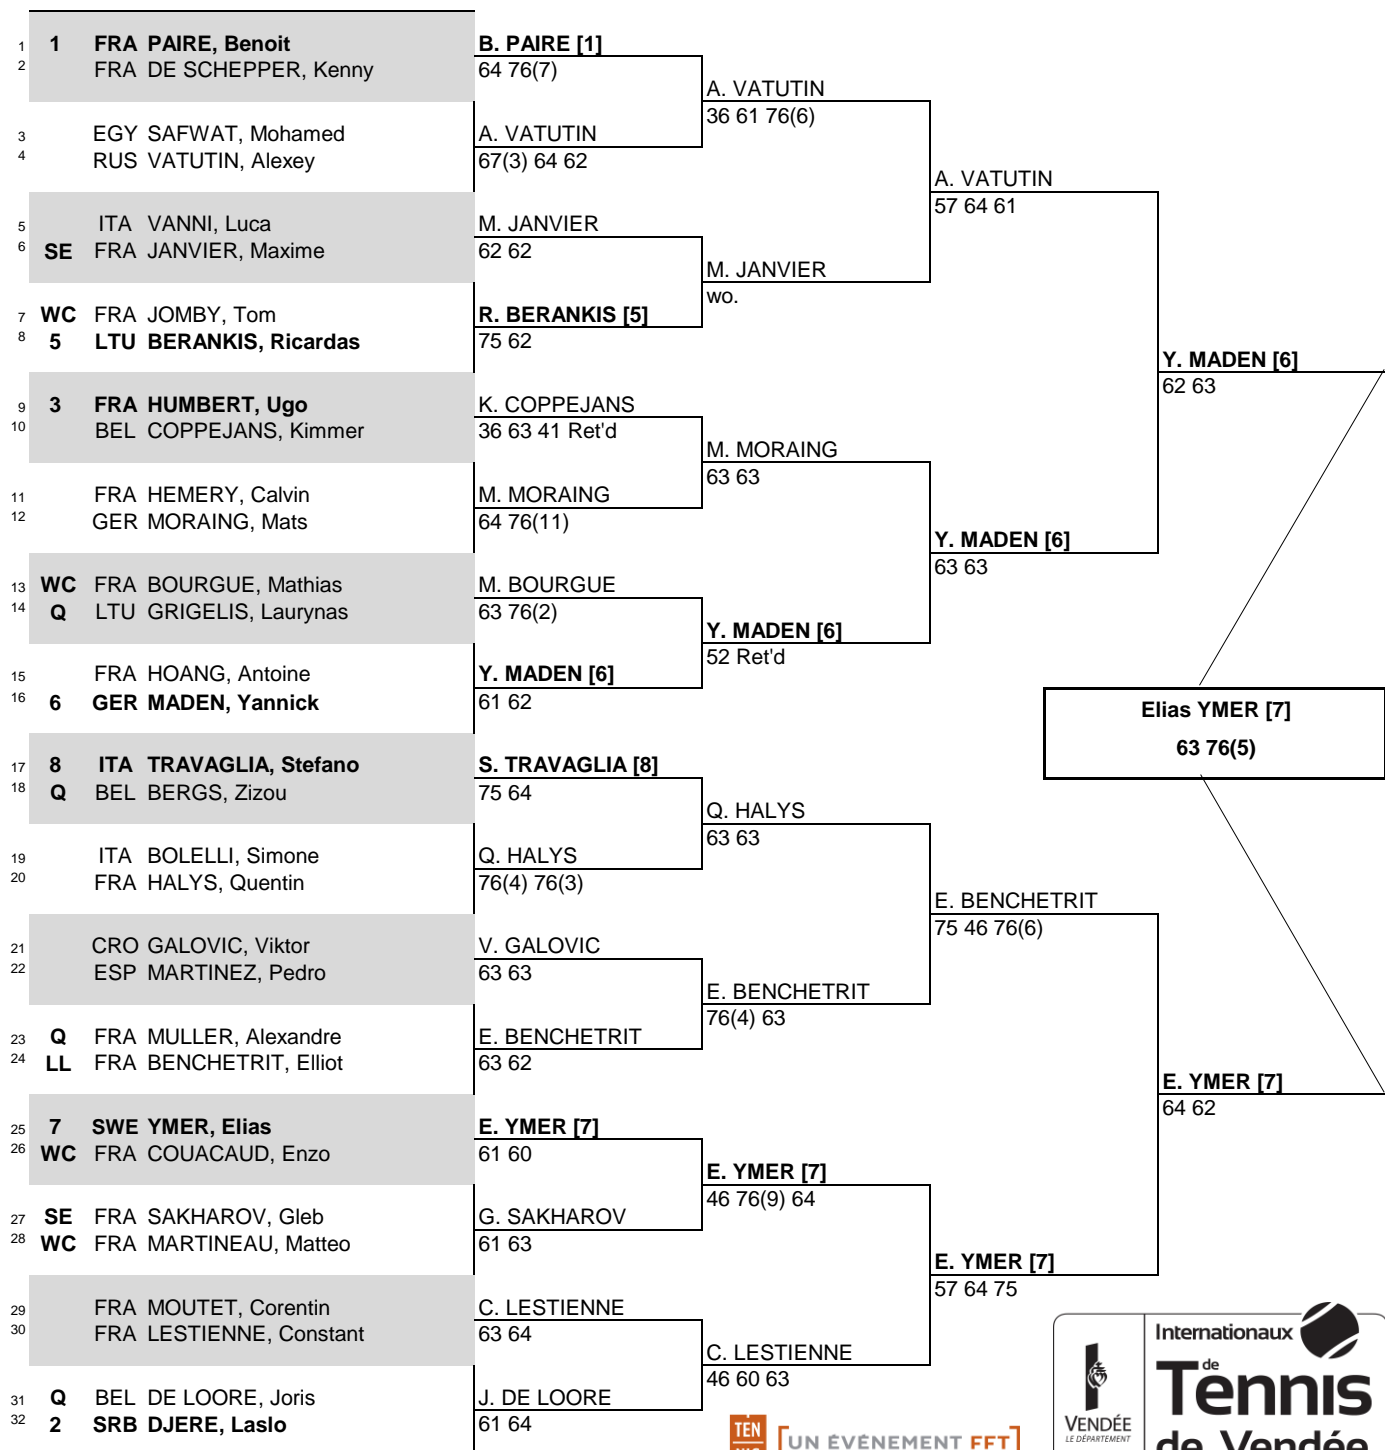 1 1 FRA PAIRE, Benoit
2 FRA DE SCHEPPER, Kenny
3 EGY SAFWAT, Mohamed
4 RUS VATUTIN, Alexey
5 ITA VANNI, Luca
6 SE FRA JANVIER, Maxime
7 WC FRA JOMBY, Tom
8 5 LTU BERANKIS, Ricardas
9 3 FRA HUMBERT, Ugo
10 BEL COPPEJANS, Kimmer
11 FRA HEMERY, Calvin
12 GER MORAING, Mats
13 WC FRA BOURGUE, Mathias
14 Q LTU GRIGELIS, Laurynas
15 FRA HOANG, Antoine
16 6 GER MADEN, Yannick
17 8 ITA TRAVAGLIA, Stefano
18 Q BEL BERGS, Zizou
19 ITA BOLELLI, Simone
20 FRA HALYS, Quentin
21 CRO GALOVIC, Viktor
22 ESP MARTINEZ, Pedro
23 Q FRA MULLER, Alexandre
24 LL FRA BENCHETRIT, Elliot
25 7 SWE YMER, Elias
26 WC FRA COUACAUD, Enzo
27 SE FRA SAKHAROV, Gleb
28 WC FRA MARTINEAU, Matteo
29 FRA MOUTET, Corentin
30 FRA LESTIENNE, Constant
31 Q BEL DE LOORE, Joris
32 2 SRB DJERE, Laslo
B. PAIRE [1]
64 76(7)
A. VATUTIN
67(3) 64 62
M. JANVIER
62 62
R. BERANKIS [5]
75 62
K. COPPEJANS
36 63 41 Ret'd
M. MORAING
64 76(11)
M. BOURGUE
63 76(2)
Y. MADEN [6]
61 62
S. TRAVAGLIA [8]
75 64
Q. HALYS
76(4) 76(3)
V. GALOVIC
63 63
E. BENCHETRIT
63 62
E. YMER [7]
61 60
G. SAKHAROV
61 63
C. LESTIENNE
63 64
J. DE LOORE
61 64
A. VATUTIN
36 61 76(6)
M. JANVIER
wo.
M. MORAING
63 63
Y. MADEN [6]
52 Ret'd
Q. HALYS
63 63
E. BENCHETRIT
76(4) 63
E. YMER [7]
46 76(9) 64
C. LESTIENNE
46 60 63
A. VATUTIN
57 64 61
Y. MADEN [6]
63 63
E. BENCHETRIT
75 46 76(6)
E. YMER [7]
57 64 75
Y. MADEN [6]
62 63
E. YMER [7]
64 62
Elias YMER [7]
63 76(5)
TEN
[UN ÉVÉNEMENT FFT]
VENDÉE
LE DÉPARTEMENT
Internationaux
de
Tennis
de Vendée